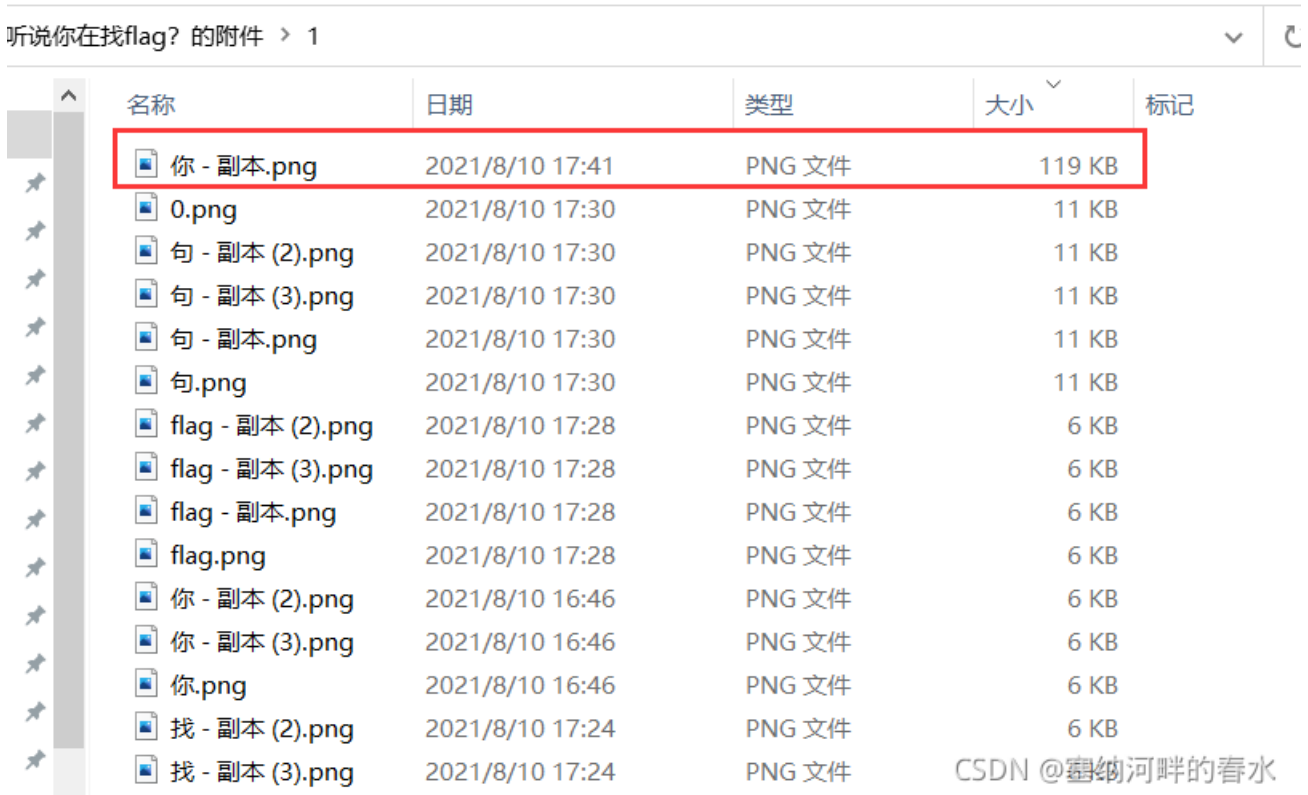 听说你在找flag？的附件 > 1
名称 日期 类型 大小 标记
你 - 副本.png 2021/8/10 17:41 PNG 文件 119 KB
0.png 2021/8/10 17:30 PNG 文件 11 KB
句 - 副本 (2).png 2021/8/10 17:30 PNG 文件 11 KB
句 - 副本 (3).png 2021/8/10 17:30 PNG 文件 11 KB
句 - 副本.png 2021/8/10 17:30 PNG 文件 11 KB
句.png 2021/8/10 17:30 PNG 文件 11 KB
flag - 副本 (2).png 2021/8/10 17:28 PNG 文件 6 KB
flag - 副本 (3).png 2021/8/10 17:28 PNG 文件 6 KB
flag - 副本.png 2021/8/10 17:28 PNG 文件 6 KB
flag.png 2021/8/10 17:28 PNG 文件 6 KB
你 - 副本 (2).png 2021/8/10 16:46 PNG 文件 6 KB
你 - 副本 (3).png 2021/8/10 16:46 PNG 文件 6 KB
你.png 2021/8/10 16:46 PNG 文件 6 KB
找 - 副本 (2).png 2021/8/10 17:24 PNG 文件 6 KB
找 - 副本 (3).png 2021/8/10 17:24 PNG 文件
CSDN @塞纳河畔的春水